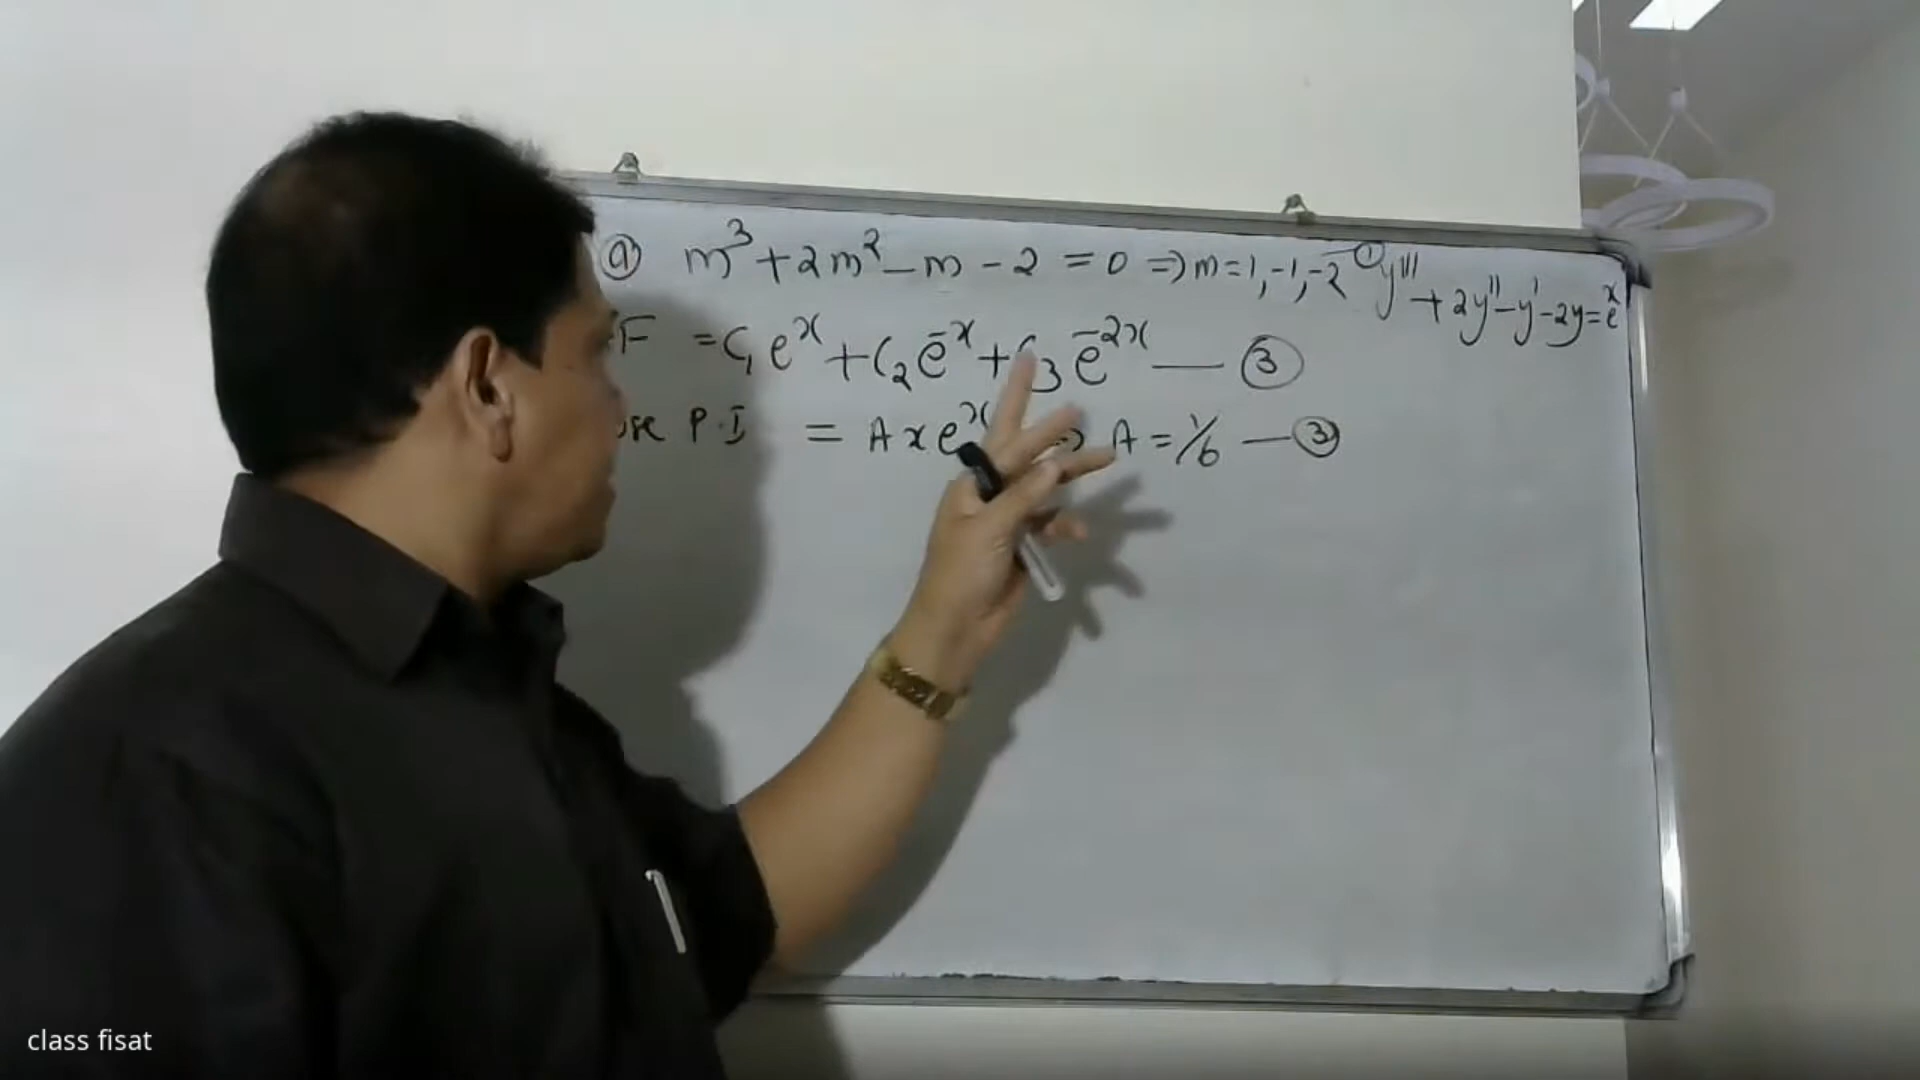 ⓐ m³ + 2m² - m - 2 = 0 ⇒ m = 1, -1, -2 — ①
y''' + 2y'' - y' - 2y = eˣ
F = C₁eˣ + C₂e⁻ˣ + C₃e⁻²ˣ — ③
P.I = Axeˣ ⇒ A = 1/6 — ③
class fisat